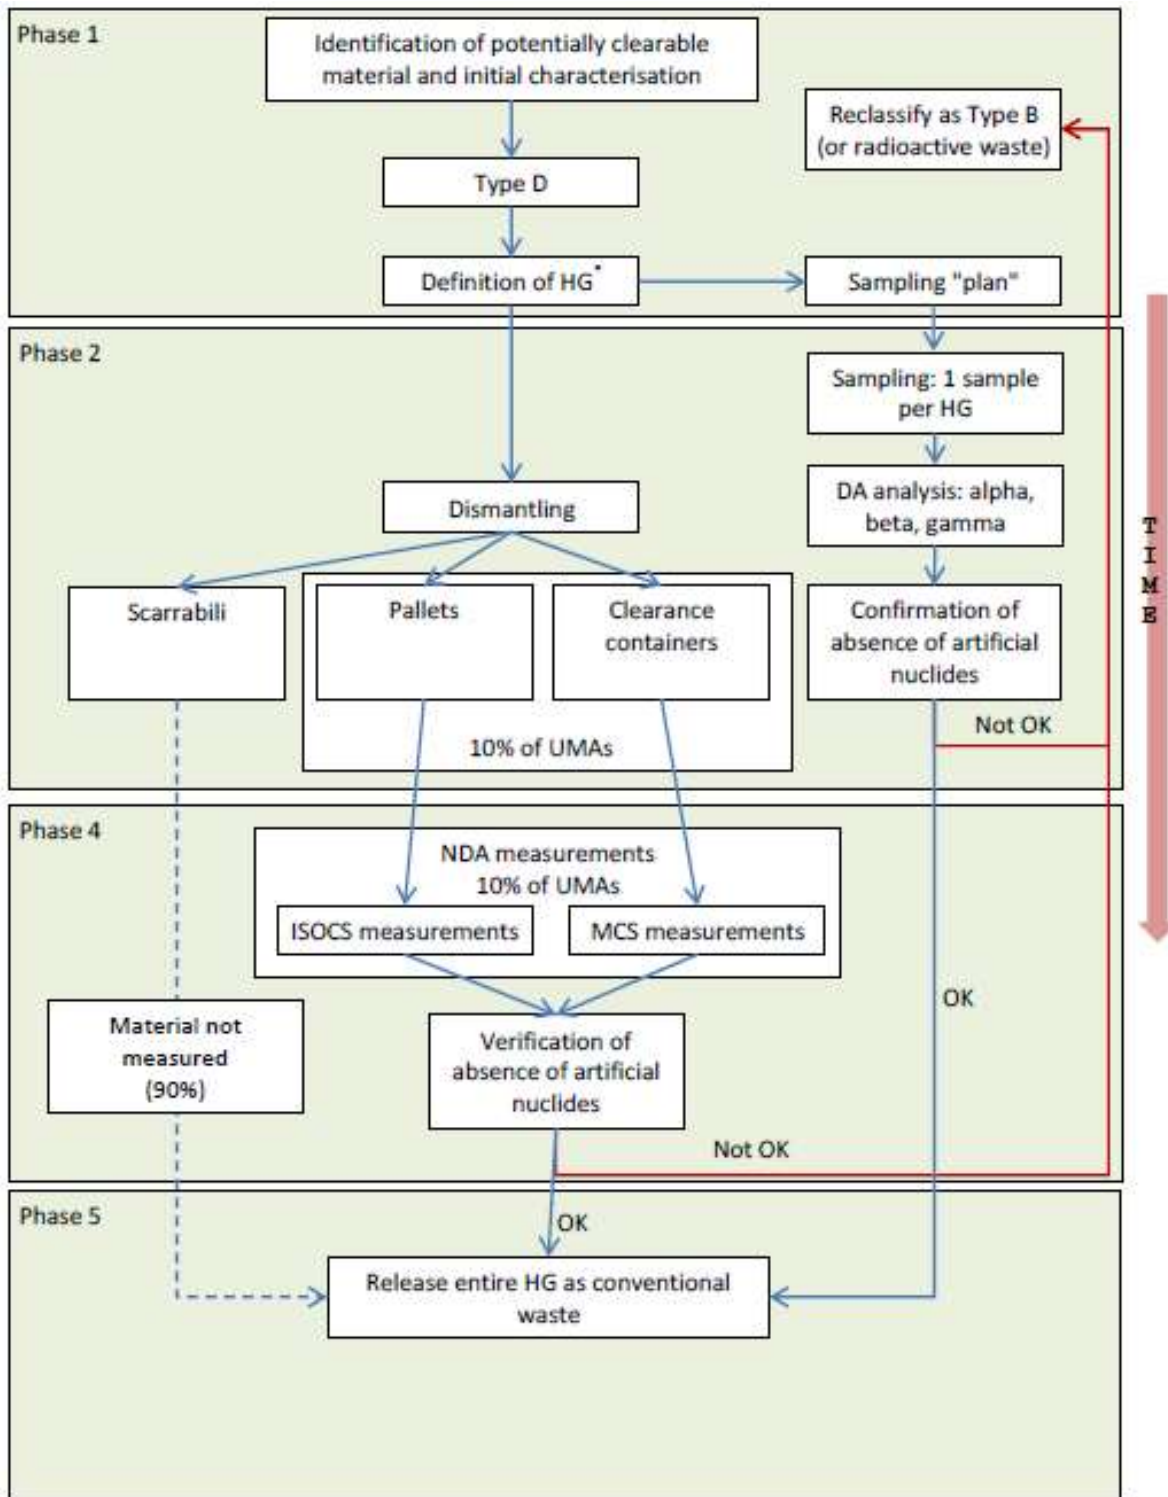 Phase 1
Identification of potentially clearable
material and initial characterisation
Reclassify as Type B
(or radioactive waste)
Type D
Definition of HG*
Sampling "plan"
Phase 2
Sampling: 1 sample
per HG
DA analysis: alpha,
beta, gamma
Dismantling
Scarrabili
Pallets
Clearance
containers
Confirmation of
absence of artificial
nuclides
10% of UMAs
Not OK
T
I
M
E
Phase 4
NDA measurements
10% of UMAs
ISOCS measurements
MCS measurements
OK
Material not
measured
(90%)
Verification of
absence of artificial
nuclides
Not OK
Phase 5
OK
Release entire HG as conventional
waste